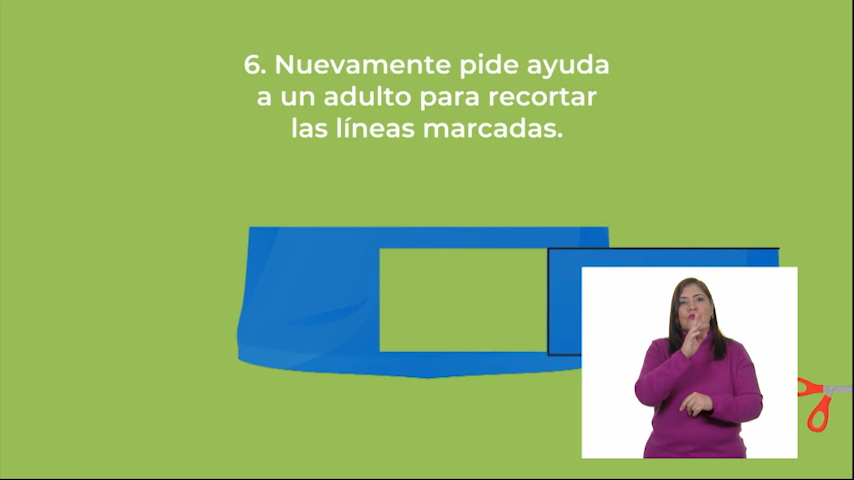 6. Nuevamente pide ayuda
a un adulto para recortar
las líneas marcadas.